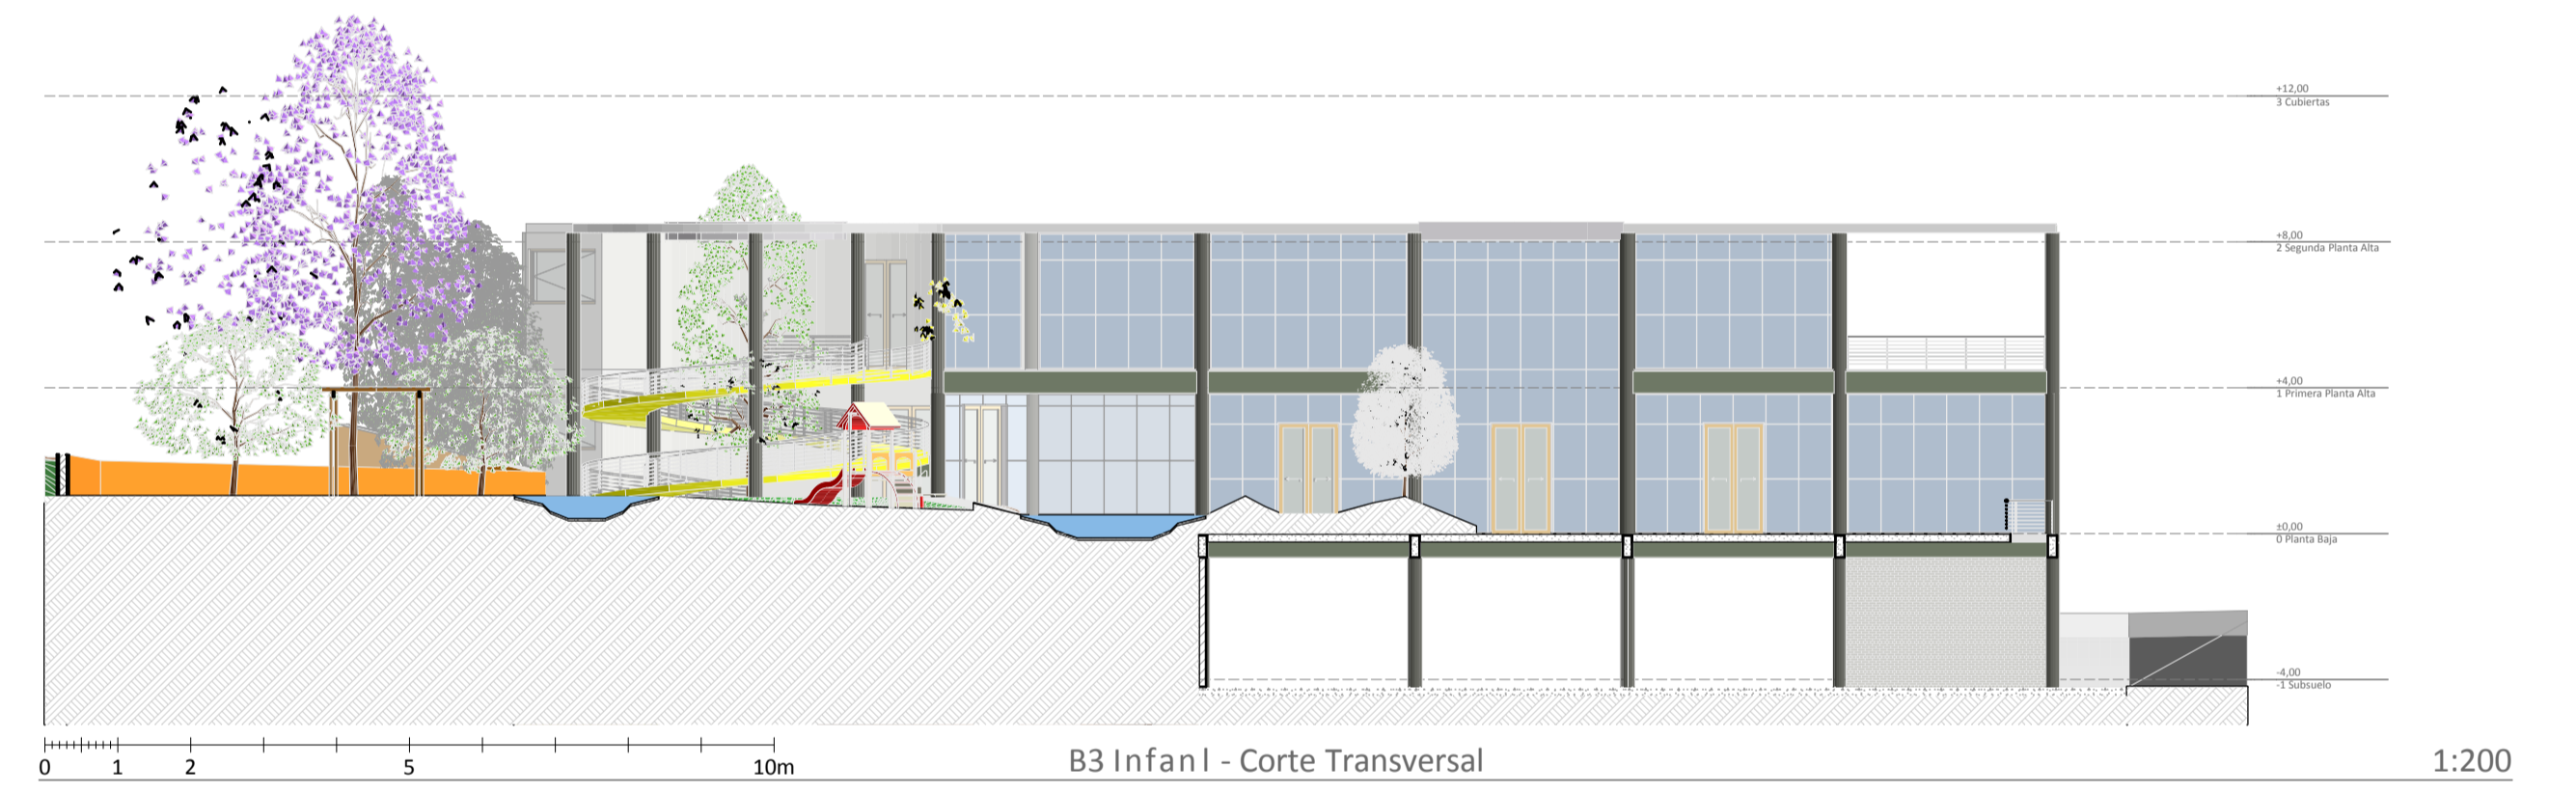 +12,00
3 Cubiertas
+8,00
2 Segunda Planta Alta
+4,00
1 Primera Planta Alta
±0,00
0 Planta Baja
-4,00
-1 Subsuelo
0 1 2 5 10m
B3 Infanl - Corte Transversal
1:200